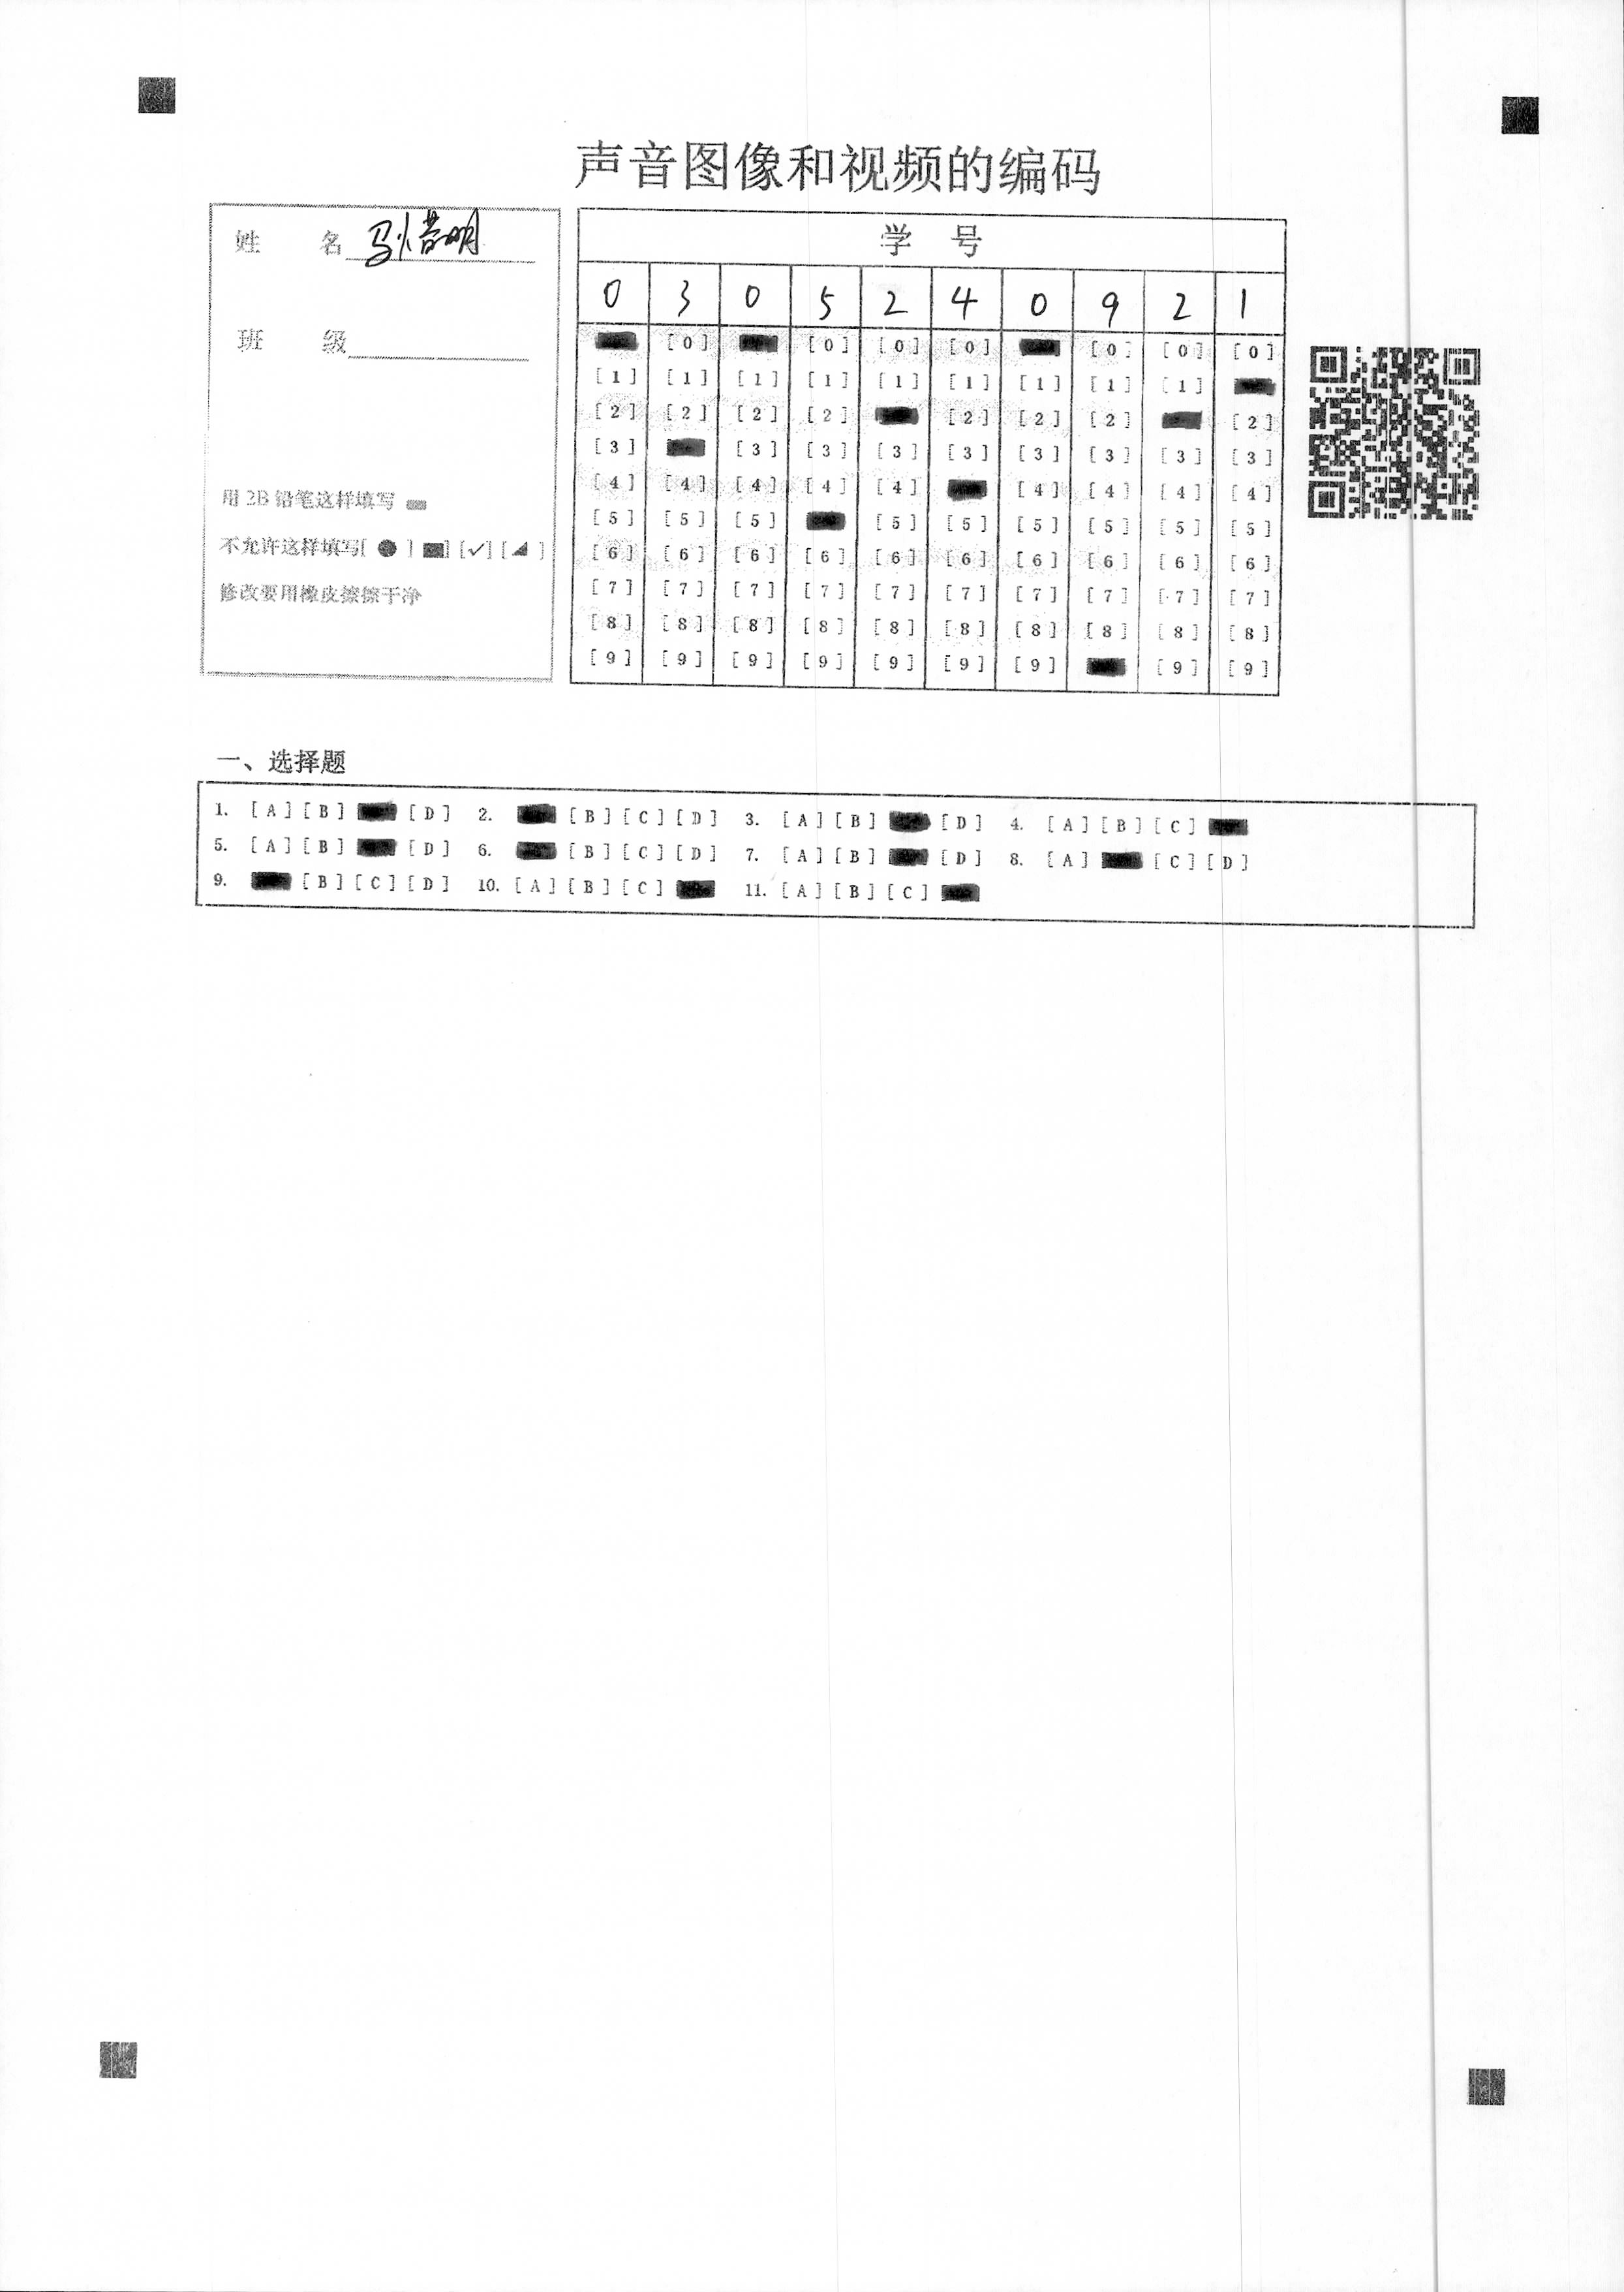 声音图像和视频的编码
姓 名 马惜明
班 级
用 2B 铅笔这样填写
不允许这样填写[ ● ] [■] [✓] [◢ ]
修改要用橡皮擦擦干净
学 号
0 3 0 5 2 4 0 9 2 1
[0] [0] [0] [0] [0] [0] [0]
[1] [1] [1] [1] [1] [1] [1] [1] [1]
[2] [2] [2] [2] [2] [2] [2] [2]
[3] [3] [3] [3] [3] [3] [3] [3] [3]
[4] [4] [4] [4] [4] [4] [4] [4] [4]
[5] [5] [5] [5] [5] [5] [5] [5] [5]
[6] [6] [6] [6] [6] [6] [6] [6] [6] [6]
[7] [7] [7] [7] [7] [7] [7] [7] [7] [7]
[8] [8] [8] [8] [8] [8] [8] [8] [8] [8]
[9] [9] [9] [9] [9] [9] [9] [9] [9]
一、选择题
1. [A] [B] [D] 2. [B] [C] [D] 3. [A] [B] [D] 4. [A] [B] [C]
5. [A] [B] [D] 6. [B] [C] [D] 7. [A] [B] [D] 8. [A] [C] [D]
9. [B] [C] [D] 10. [A] [B] [C] 11. [A] [B] [C]